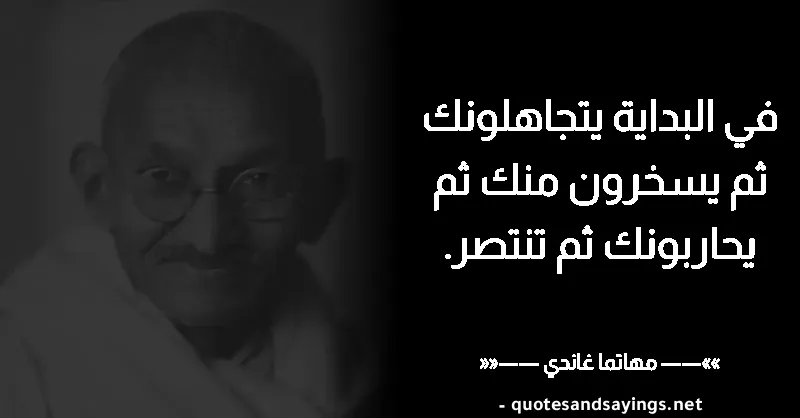 في البداية يتجاهلونك
ثم يسخرون منك ثم
يحاربونك ثم تنتصر.
»»—— مهاتما غاندي ——««
- quotesandsayings.net